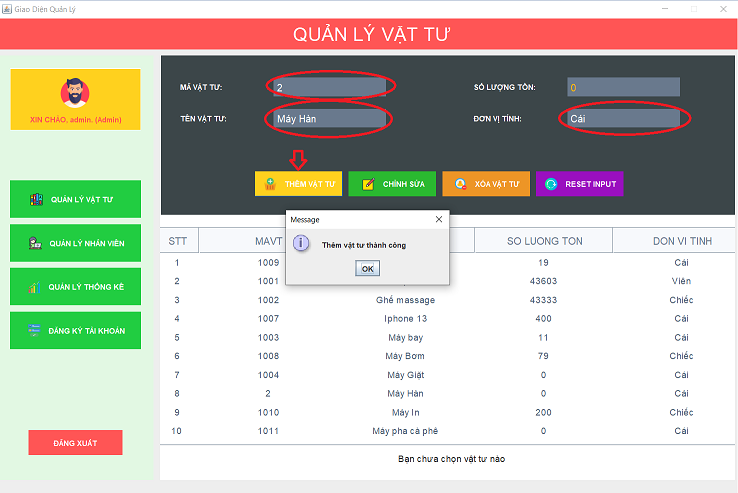 Giao Diện Quản Lý
QUẢN LÝ VẬT TƯ
XIN CHÀO, admin. (Admin)
MÃ VẬT TƯ:
2
SỐ LƯỢNG TỒN:
0
TÊN VẬT TƯ:
Máy Hàn
ĐƠN VỊ TÍNH:
Cái
THÊM VẬT TƯ
CHỈNH SỬA
XÓA VẬT TƯ
RESET INPUT
QUẢN LÝ VẬT TƯ
QUẢN LÝ NHÂN VIÊN
QUẢN LÝ THỐNG KÊ
ĐĂNG KÝ TÀI KHOẢN
ĐĂNG XUẤT
Message
Thêm vật tư thành công
OK
STT MAVT SO LUONG TON DON VI TINH
1 1009 19 Cái
2 1001 43603 Viên
3 1002 Ghế massage 43333 Chiếc
4 1007 Iphone 13 400 Cái
5 1003 Máy bay 11 Cái
6 1008 Máy Bơm 79 Chiếc
7 1004 Máy Giặt 0 Cái
8 2 Máy Hàn 0 Cái
9 1010 Máy In 200 Chiếc
10 1011 Máy pha cà phê 0 Cái
Bạn chưa chọn vật tư nào